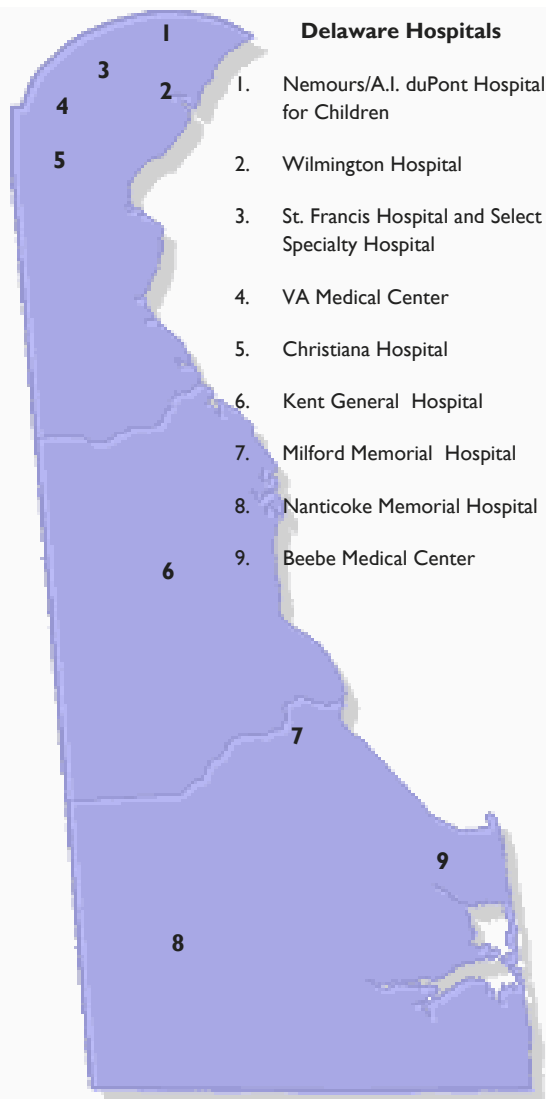 Delaware Hospitals
1. Nemours/A.I. duPont Hospital
for Children
2. Wilmington Hospital
3. St. Francis Hospital and Select
Specialty Hospital
4. VA Medical Center
5. Christiana Hospital
6. Kent General Hospital
7. Milford Memorial Hospital
8. Nanticoke Memorial Hospital
9. Beebe Medical Center
1
3
2
4
5
6
7
9
8